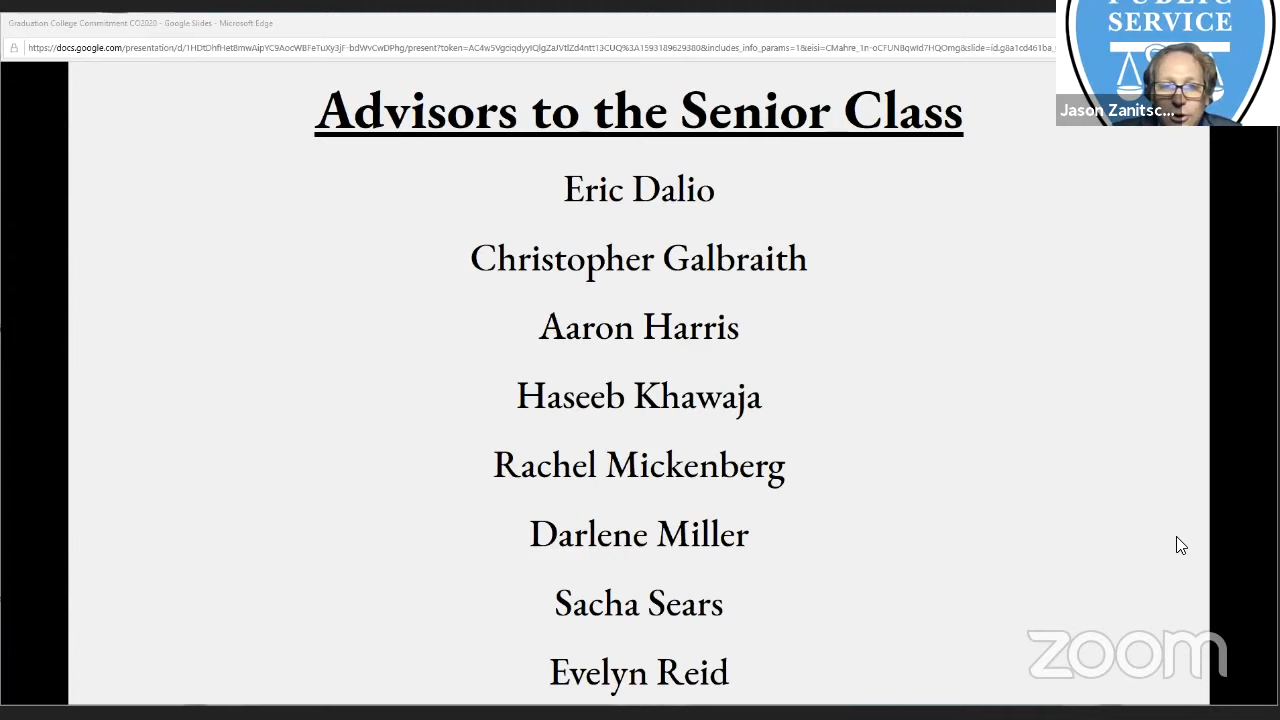 Graduation College Commitment CO2020 - Google Slides - Microsoft Edge
PUBLIC
SERVICE
Jason Zanitsc...
Advisors to the Senior Class
Eric Dalio
Christopher Galbraith
Aaron Harris
Haseeb Khawaja
Rachel Mickenberg
Darlene Miller
Sacha Sears
Evelyn Reid
zoom